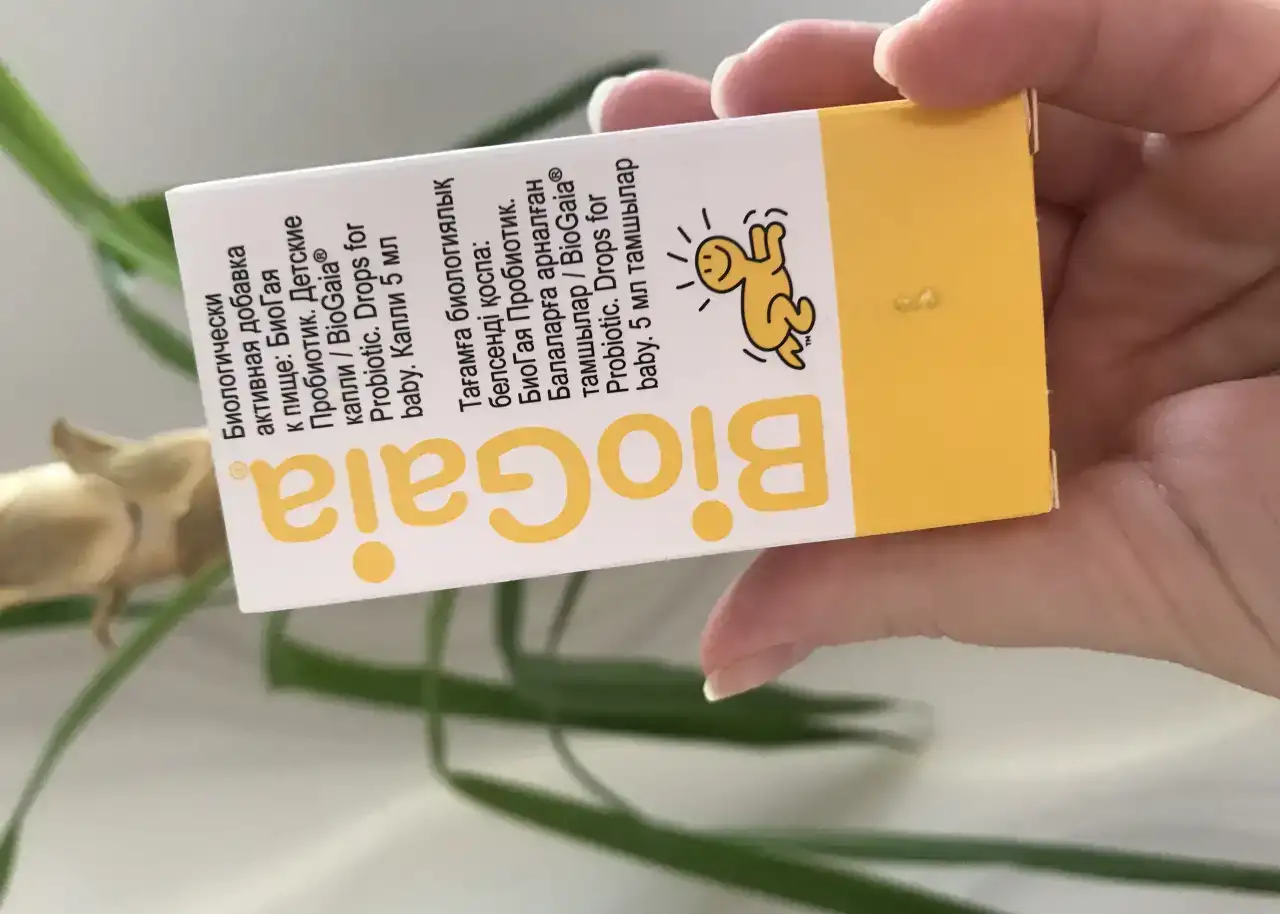 BioGaia®
Биологически
активная добавка
к пище: БиоГая
Пробиотик. Детские
капли / BioGaia®
Probiotic. Drops for
baby. Капли 5 мл
Тағамға биологиялық
белсенді қоспа:
БиоГая Пробиотик.
Балаларға арналған
тамшылар / BioGaia®
Probiotic. Drops for
baby. 5 мл тамшылар
TM